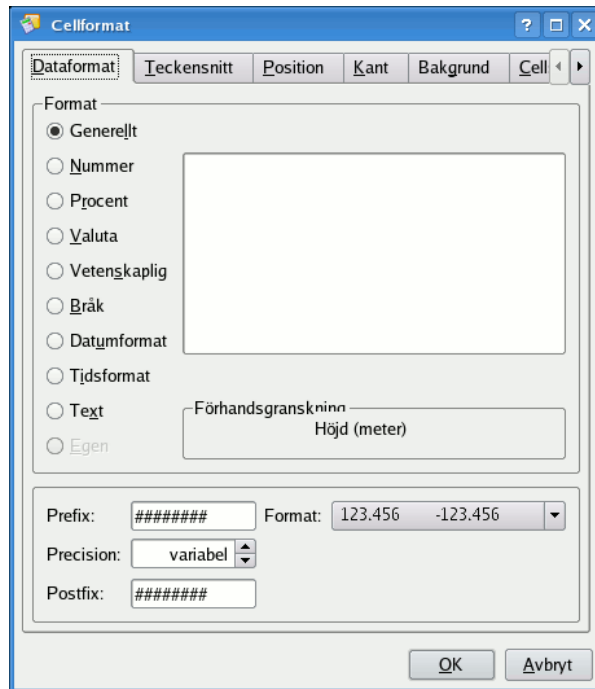 Cellformat
Dataformat Teckensnitt Position Kant Bakgrund Cell
Format
Generellt
Nummer
Procent
Valuta
Vetenskaplig
Bråk
Datumformat
Tidsformat
Text
Egen
Förhandsgranskning
Höjd (meter)
Prefix: ######## Format: 123.456 -123.456
Precision: variabel
Postfix: ########
OK Avbryt